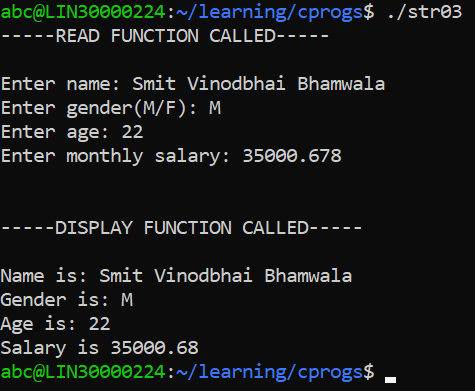 abc@LIN30000224:~/learning/cprogs$ ./str03
-----READ FUNCTION CALLED-----
Enter name: Smit Vinodbhai Bhamwala
Enter gender(M/F): M
Enter age: 22
Enter monthly salary: 35000.678
-----DISPLAY FUNCTION CALLED-----
Name is: Smit Vinodbhai Bhamwala
Gender is: M
Age is: 22
Salary is 35000.68
abc@LIN30000224:~/learning/cprogs$